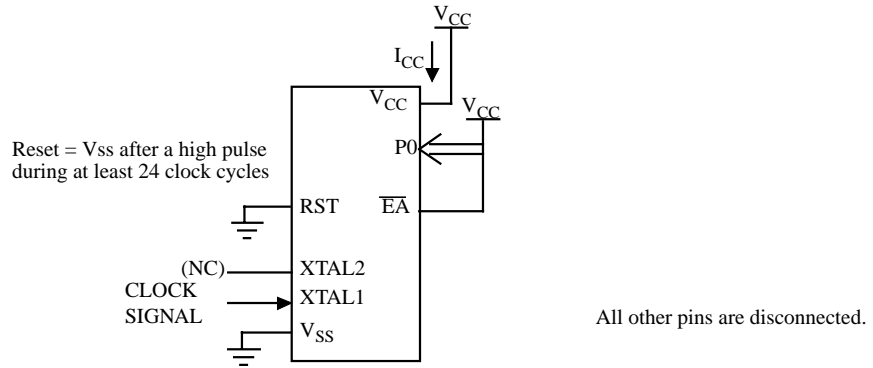 VCC
ICC
VCC
VCC
P0
Reset = Vss after a high pulse
during at least 24 clock cycles
RST
EA
(NC)
XTAL2
CLOCK
SIGNAL
XTAL1
VSS
All other pins are disconnected.